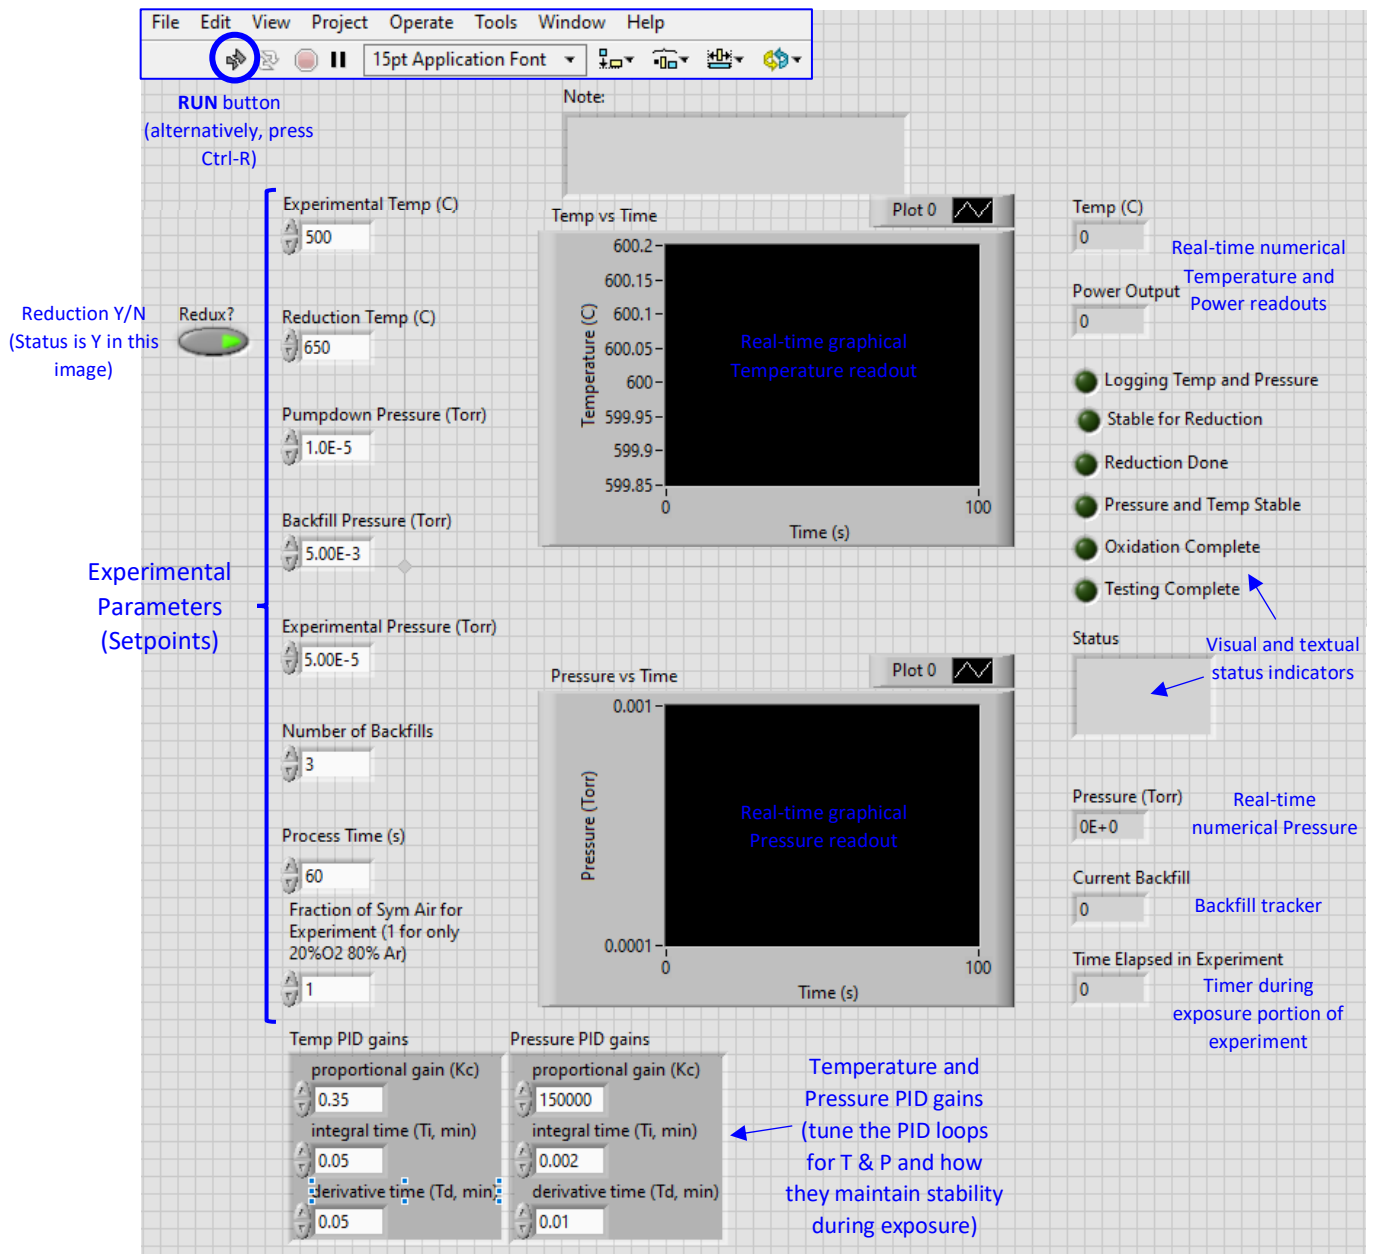 File Edit View Project Operate Tools Window Help
15pt Application Font
RUN button
(alternatively, press
Ctrl-R)
Note:
Experimental Temp (C)
500
Reduction Y/N
(Status is Y in this
image)
Redux?
Reduction Temp (C)
650
Pumpdown Pressure (Torr)
1.0E-5
Backfill Pressure (Torr)
5.00E-3
Experimental
Parameters
(Setpoints)
Experimental Pressure (Torr)
5.00E-5
Number of Backfills
3
Process Time (s)
60
Fraction of Sym Air for
Experiment (1 for only
20%O2 80% Ar)
1
Temp vs Time
Plot 0
600.2
600.15
600.1
600.05
600
599.95
599.9
599.85
Temperature (C)
Real-time graphical
Temperature readout
0
100
Time (s)
Pressure vs Time
Plot 0
0.001
Pressure (Torr)
Real-time graphical
Pressure readout
0.0001
0
100
Time (s)
Temp (C)
0
Real-time numerical
Temperature and
Power readouts
Power Output
0
Logging Temp and Pressure
Stable for Reduction
Reduction Done
Pressure and Temp Stable
Oxidation Complete
Testing Complete
Status
Visual and textual
status indicators
Pressure (Torr)
0E+0
Real-time
numerical Pressure
Current Backfill
0
Backfill tracker
Time Elapsed in Experiment
0
Timer during
exposure portion of
experiment
Temp PID gains
proportional gain (Kc)
0.35
integral time (Ti, min)
0.05
derivative time (Td, min)
0.05
Pressure PID gains
proportional gain (Kc)
150000
integral time (Ti, min)
0.002
derivative time (Td, min)
0.01
Temperature and
Pressure PID gains
(tune the PID loops
for T & P and how
they maintain stability
during exposure)